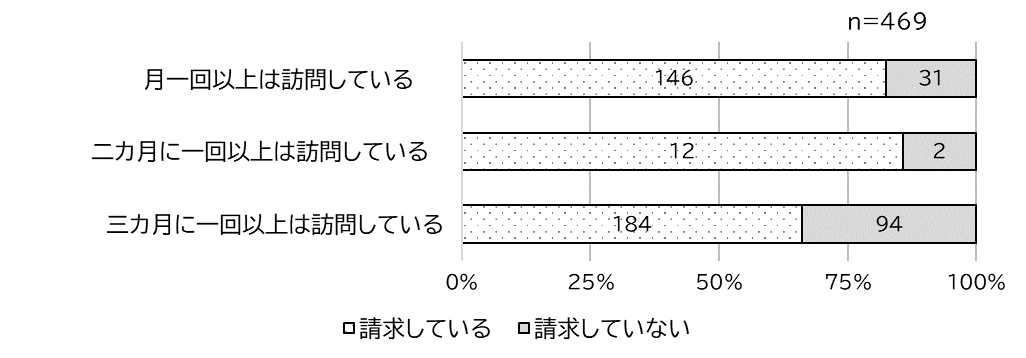 n=469
月一回以上は訪問している
146
31
二カ月に一回以上は訪問している
12
2
三カ月に一回以上は訪問している
184
94
0% 25% 50% 75% 100%
請求している 請求していない